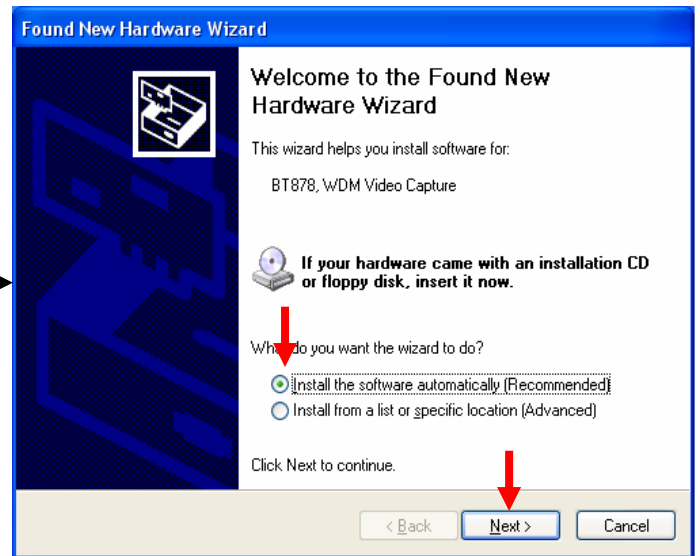 Found New Hardware Wizard
Welcome to the Found New
Hardware Wizard
This wizard helps you install software for:
BT878, WDM Video Capture
If your hardware came with an installation CD
or floppy disk, insert it now.
What do you want the wizard to do?
Install the software automatically (Recommended)
Install from a list or specific location (Advanced)
Click Next to continue.
< Back Next > Cancel